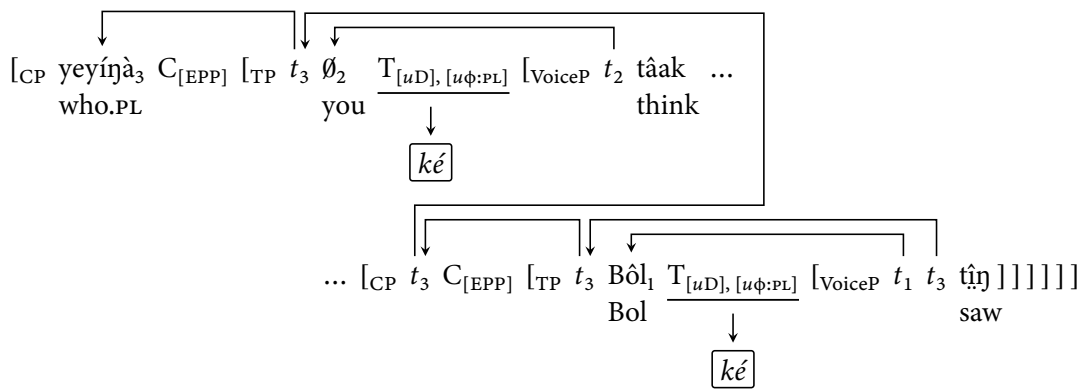 [CP yeyíŋà₃ C[EPP] [TP t₃ Ø₂ T[uD], [uϕ:PL] [VoiceP t₂ tâak ...
who.PL you think
ké
... [CP t₃ C[EPP] [TP t₃ Bôl₁ T[uD], [uϕ:PL] [VoiceP t₁ t₃ tî̤ŋ ] ] ] ] ] ]
Bol saw
ké